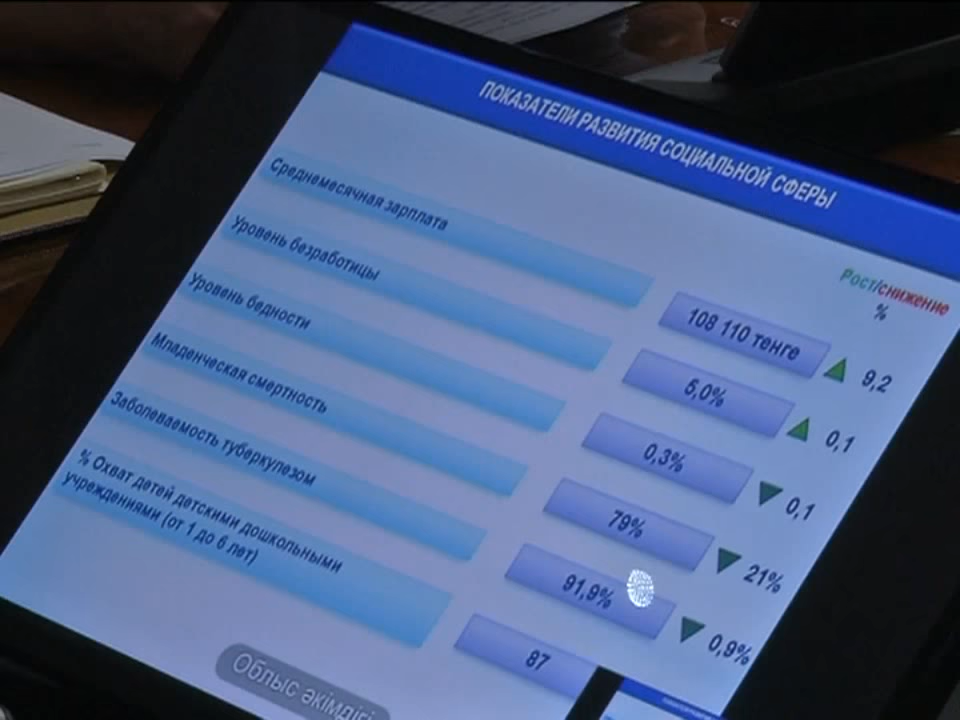 ПОКАЗАТЕЛИ РАЗВИТИЯ СОЦИАЛЬНОЙ СФЕРЫ
Рост/снижение
%
Среднемесячная зарплата
108 110 тенге
9,2
Уровень безработицы
5,0%
0,1
Уровень бедности
0,3%
0,1
Младенческая смертность
79%
21%
Заболеваемость туберкулезом
91,9%
0,9%
% Охват детей детскими дошкольными
учреждениями (от 1 до 6 лет)
87
Облыс әкімдігі